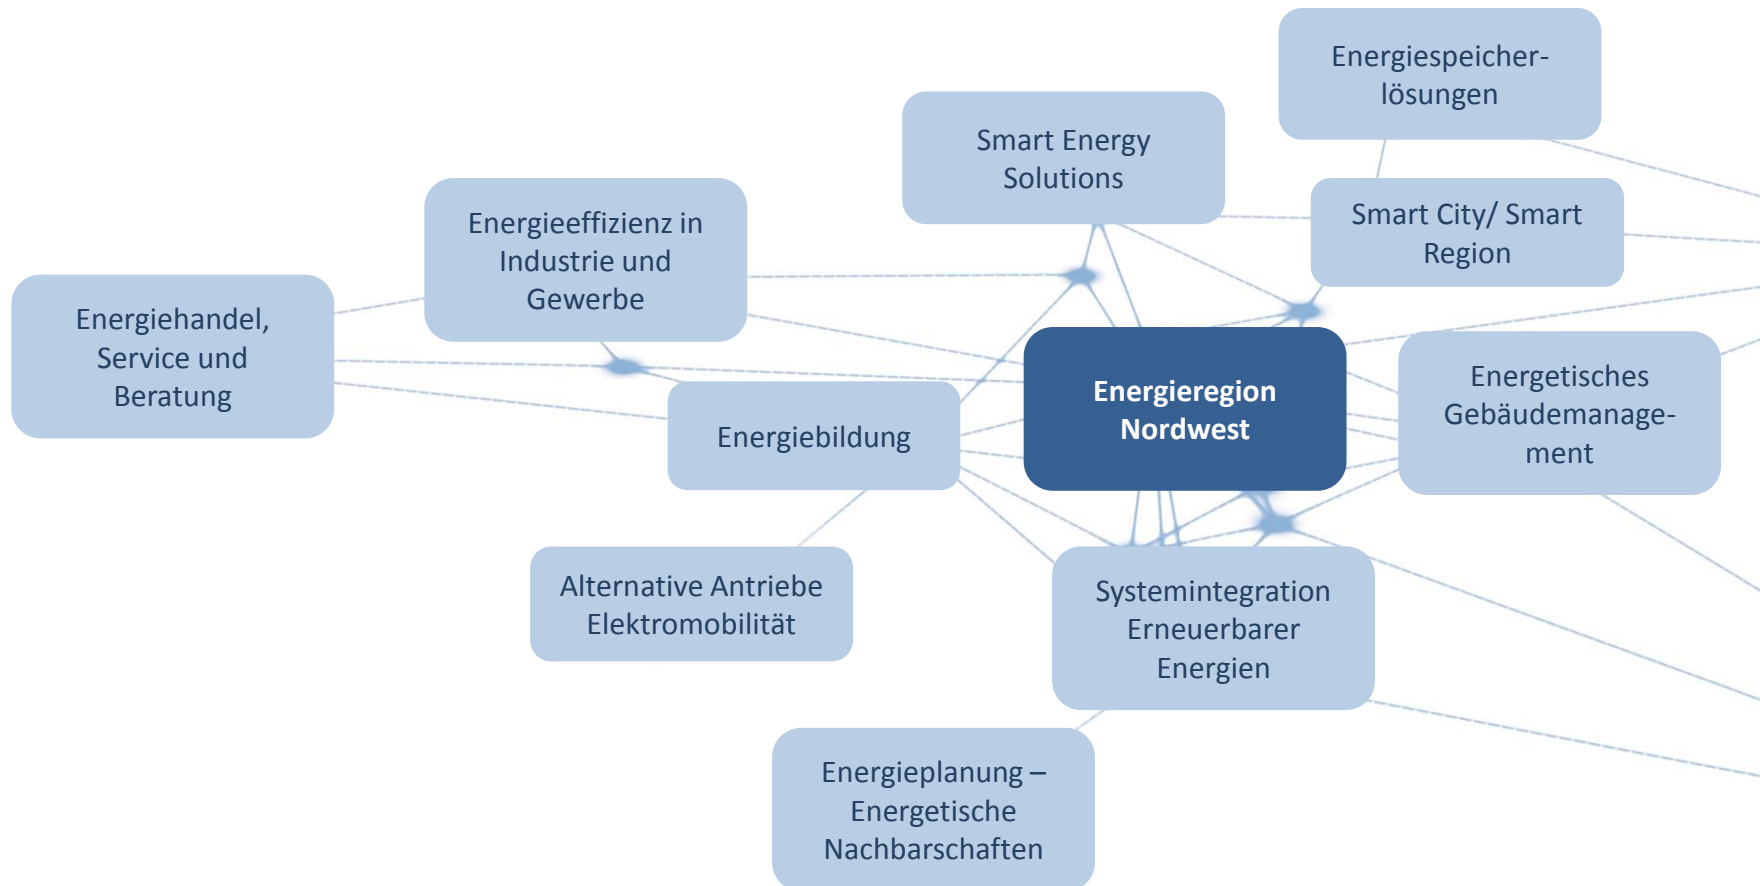 Energiespeicher-
lösungen
Smart Energy
Solutions
Smart City/ Smart
Region
Energieeffizienz in
Industrie und
Gewerbe
Energiehandel,
Service und
Beratung
Energieregion
Nordwest
Energetisches
Gebäudemanage-
ment
Energiebildung
Alternative Antriebe
Elektromobilität
Systemintegration
Erneuerbarer
Energien
Energieplanung –
Energetische
Nachbarschaften